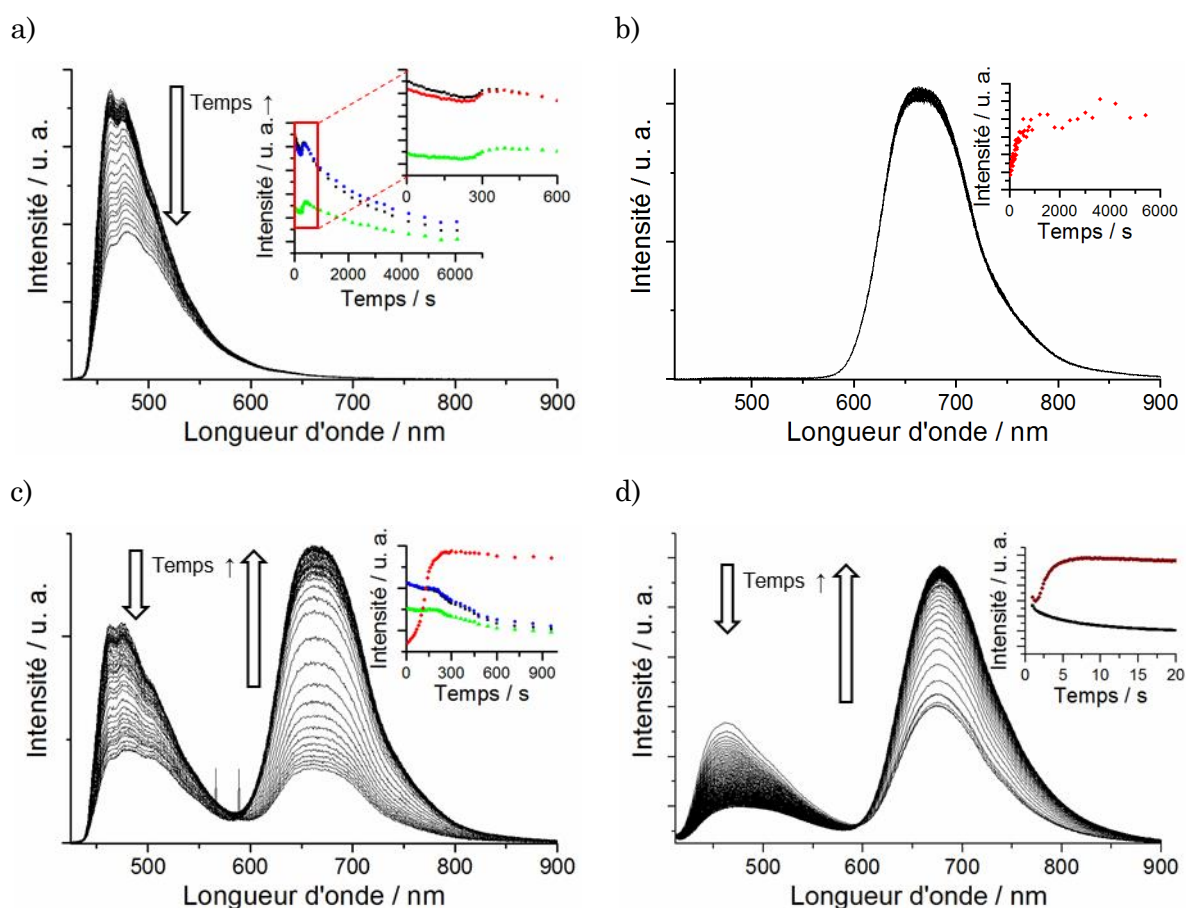 a)
Intensité / u. a.
Temps ↑
Intensité / u. a.
0 2000 4000 6000
Temps / s
0 300 600
500 600 700 800 900
Longueur d'onde / nm
b)
Intensité / u. a.
Intensité / u. a.
0 2000 4000 6000
Temps / s
500 600 700 800 900
Longueur d'onde / nm
c)
Intensité / u. a.
Temps ↑
Intensité / u. a.
0 300 600 900
Temps / s
500 600 700 800 900
Longueur d'onde / nm
d)
Intensité / u. a.
Temps ↑
Intensité / u. a.
0 5 10 15 20
Temps / s
500 600 700 800 900
Longueur d'onde / nm